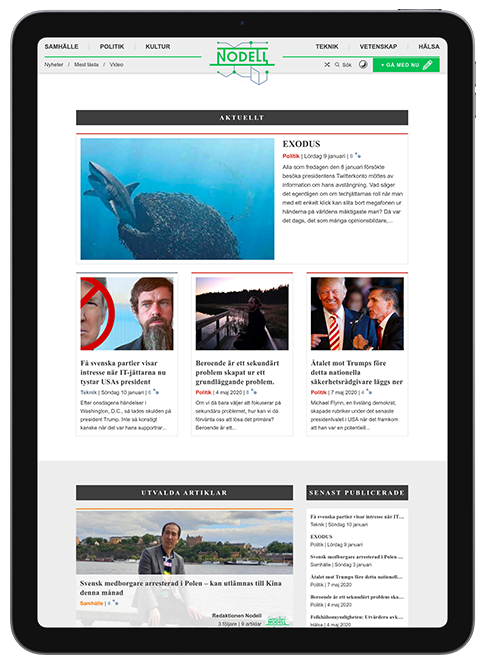 SAMHÄLLE POLITIK KULTUR
NODELL
TEKNIK VETENSKAP HÄLSA
Nyheter / Mest lästa / Video
Sök
+ GÅ MED NU
AKTUELLT
EXODUS
Politik | Lördag 9 januari | 8
Alla som fredagen den 8 januari försökte
besöka presidentens Twitterkonto möttes av
information om hans avstängning. Vad säger
det egentligen om om techjättarnas roll när man
med ett enkelt klick kan slita bort megafonen ur
händerna på världens mäktigaste man? Då var
det dags, det som många opinionsbildare,...
Få svenska partier visar
intresse när IT-jättarna nu
tystar USAs president
Teknik | Söndag 10 januari | 6
Efter onsdagens händelser i
Washington, D.C., så lades skulden på
president Trump. Inte så konstigt
kanske när det var hans supportrar...
Beroende är ett sekundärt
problem skapat ur ett
grundläggande problem.
Politik | 7 maj 2020 | 6
Om vi då bara väljer att fokuserar på
sekundära problemet, hur kan vi då
förvänta oss att lösa det primära?
Beroende är ett...
Åtalet mot Trumps före
detta nationella
säkerhetsrådgivare läggs ner
Politik | 7 maj 2020 | 4
Michael Flynn, en livslång demokrat,
skapade rubriker under det senaste
presidentvalet i USA när det framkom
att han var en potentiell...
UTVALDA ARTIKLAR
Svensk medborgare arresterad i Polen – kan utlämnas till Kina
denna månad
Samhälle | 4
Redaktionen Nodell
3 följare | 9 artiklar
NODELL
SENAST PUBLICERADE
Få svenska partier visar intresse när IT...
Teknik | Söndag 10 januari
EXODUS
Politik | Lördag 9 januari
Svensk medborgare arresterad i Polen ...
Samhälle | Söndag 3 januari
Åtalet mot Trumps före detta nationella...
Politik | 7 maj 2020
Beroende är ett sekundärt problem ska...
Politik | 7 maj 2020
Folkhälsomyndigheten: Utvärdera avk...
Hälsa | 4 maj 2020